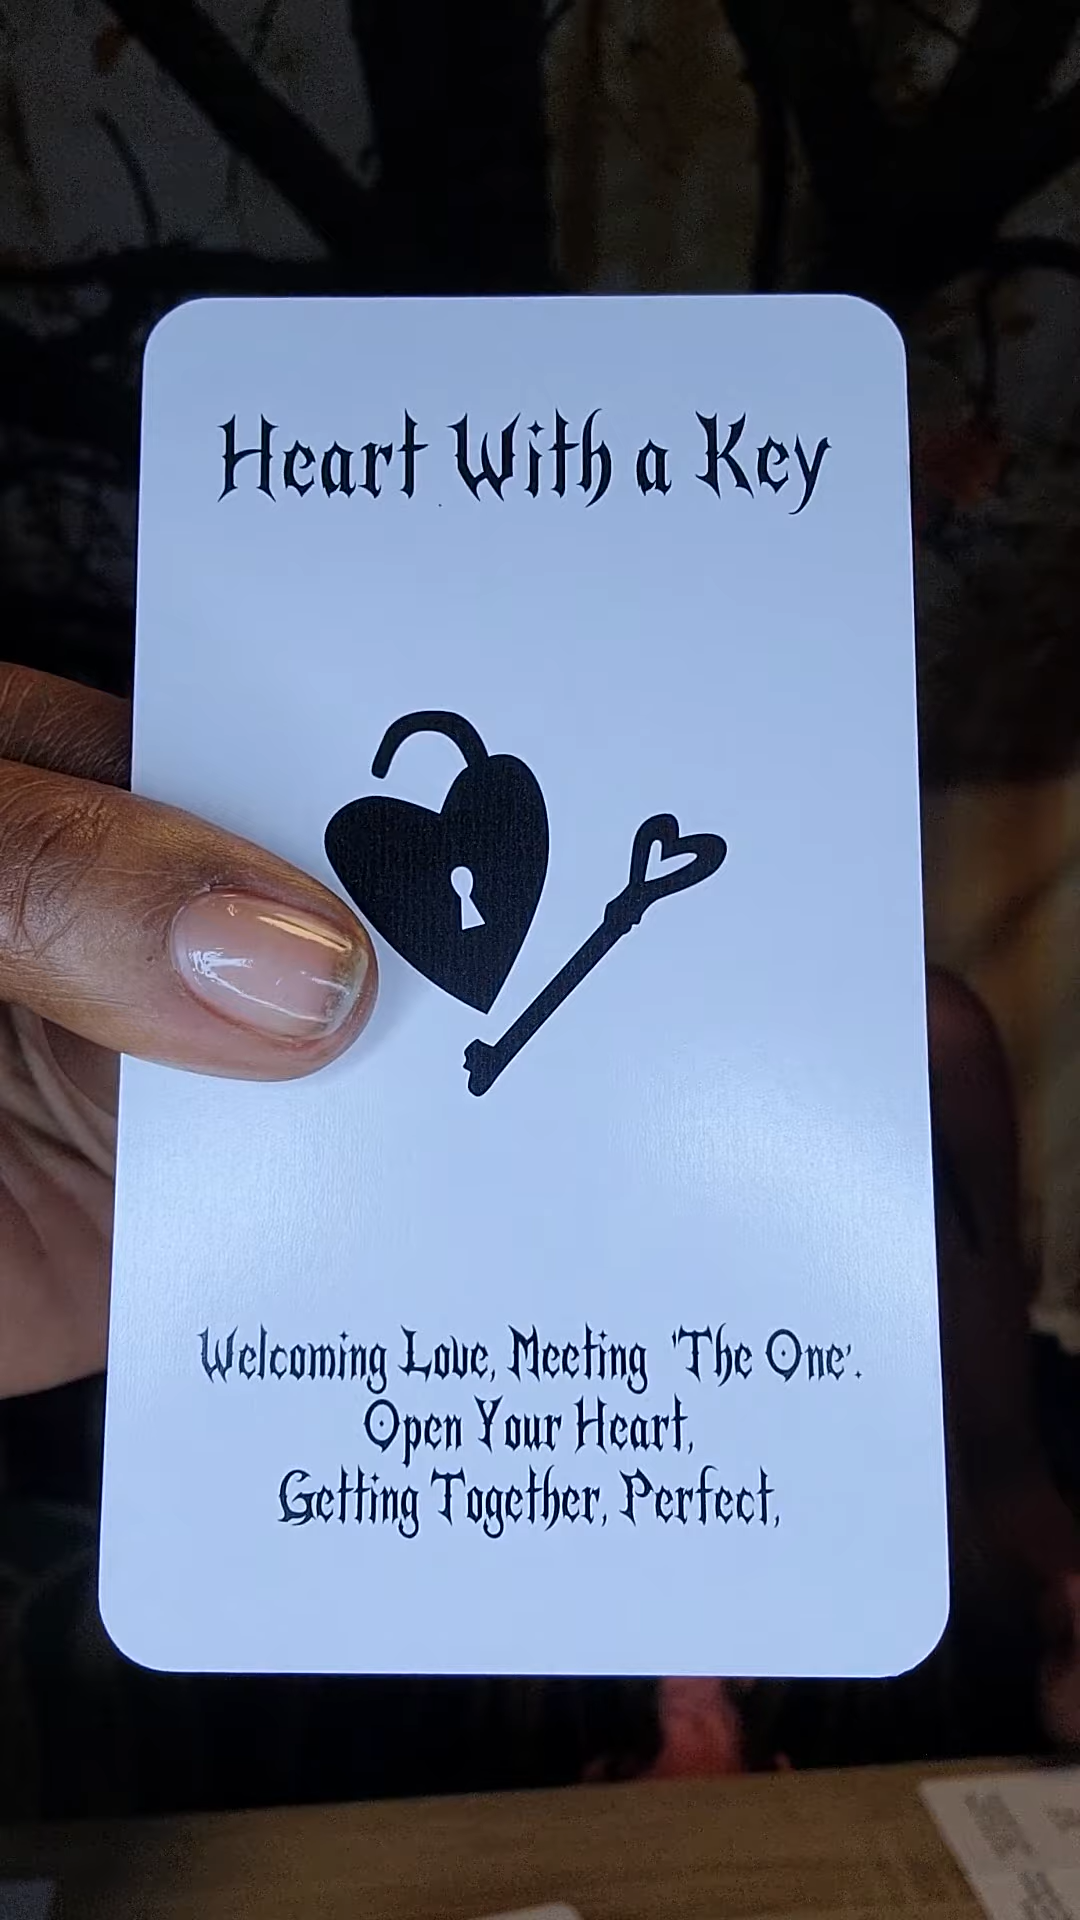 Heart With a Key
Welcoming Love, Meeting 'The One'.
Open Your Heart,
Getting Together, Perfect,